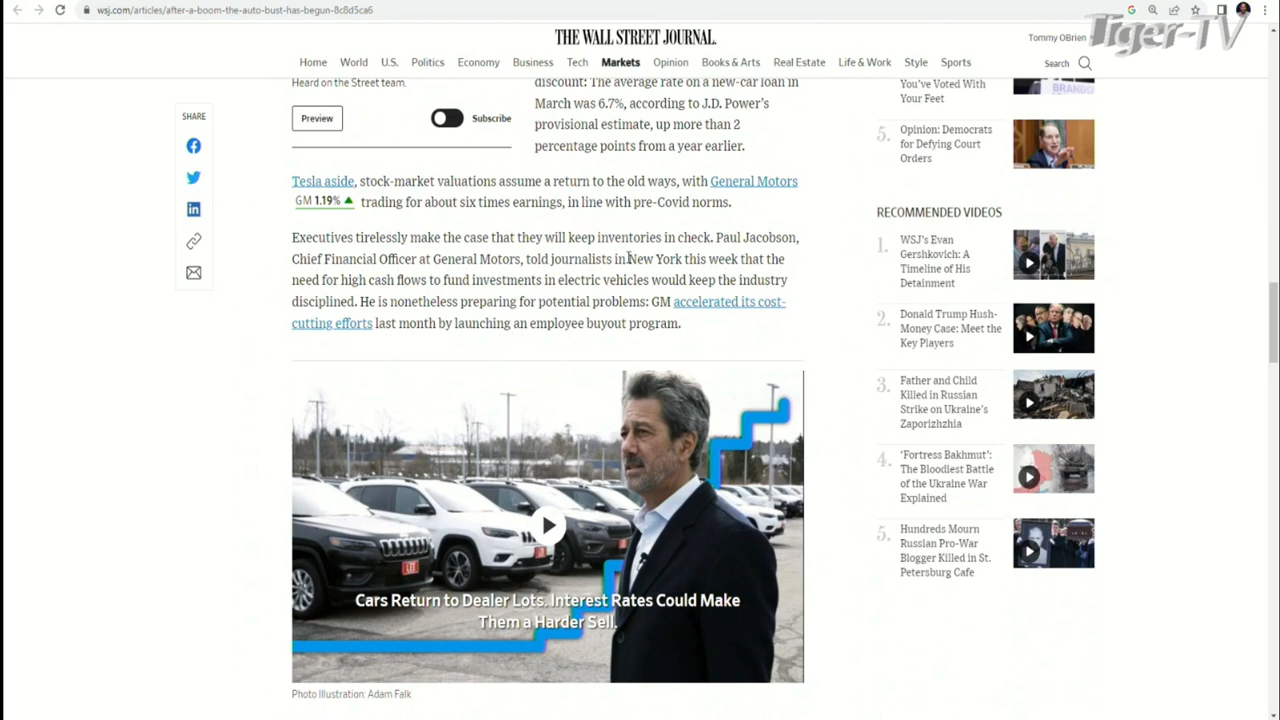 wsj.com/articles/after-a-boom-the-auto-bust-has-begun-8c8d5ca6
Tiger-TV
THE WALL STREET JOURNAL.
Tommy OBrien
Home World U.S. Politics Economy Business Tech Markets Opinion Books & Arts Real Estate Life & Work Style Sports
Search
Heard on the Street team.
Preview
Subscribe
SHARE
discount: The average rate on a new-car loan in
March was 6.7%, according to J.D. Power's
provisional estimate, up more than 2
percentage points from a year earlier.
Tesla aside, stock-market valuations assume a return to the old ways, with General Motors
GM 1.19% ▲ trading for about six times earnings, in line with pre-Covid norms.
Executives tirelessly make the case that they will keep inventories in check. Paul Jacobson,
Chief Financial Officer at General Motors, told journalists in New York this week that the
need for high cash flows to fund investments in electric vehicles would keep the industry
disciplined. He is nonetheless preparing for potential problems: GM accelerated its cost-
cutting efforts last month by launching an employee buyout program.
Cars Return to Dealer Lots. Interest Rates Could Make
Them a Harder Sell.
Photo Illustration: Adam Falk
You've Voted With
Your Feet
BRANDO
5. Opinion: Democrats
for Defying Court
Orders
RECOMMENDED VIDEOS
1. WSJ's Evan
Gershkovich: A
Timeline of His
Detainment
2. Donald Trump Hush-
Money Case: Meet the
Key Players
3. Father and Child
Killed in Russian
Strike on Ukraine's
Zaporizhzhia
4. 'Fortress Bakhmut':
The Bloodiest Battle
of the Ukraine War
Explained
5. Hundreds Mourn
Russian Pro-War
Blogger Killed in St.
Petersburg Cafe